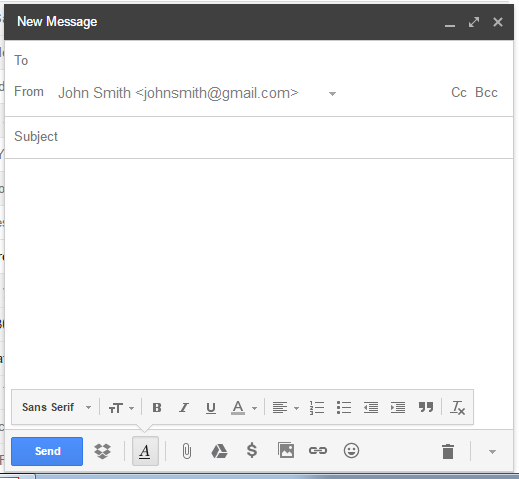 New Message
To
From John Smith <johnsmith@gmail.com> Cc Bcc
Subject
Sans Serif
Send